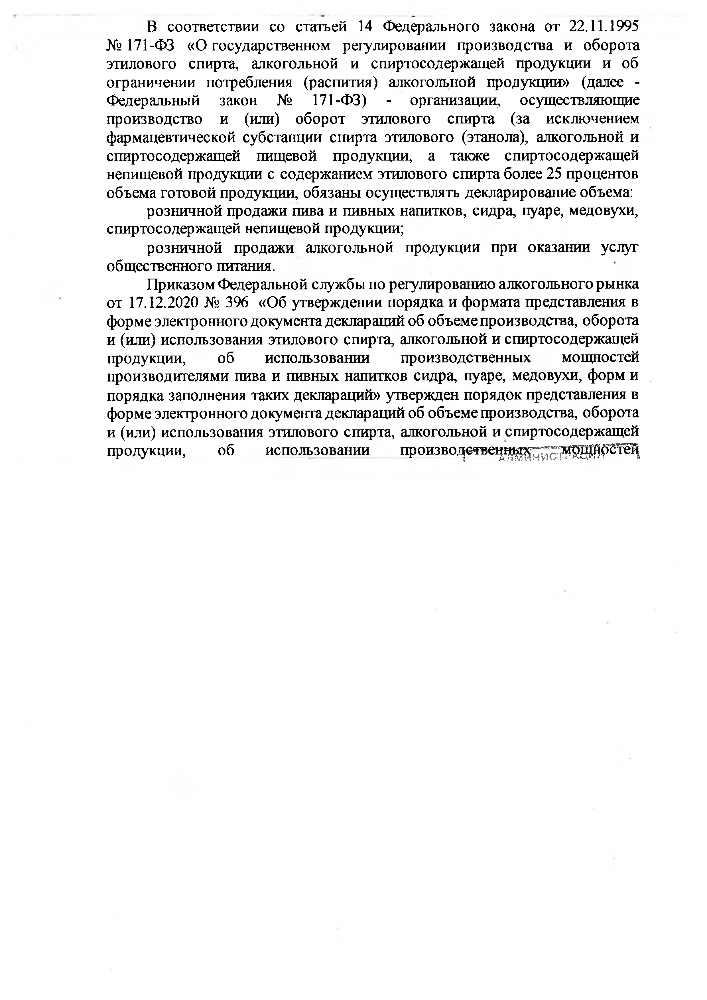 В соответствии со статьей 14 Федерального закона от 22.11.1995
№ 171-ФЗ «О государственном регулировании производства и оборота
этилового спирта, алкогольной и спиртосодержащей продукции и об
ограничении потребления (распития) алкогольной продукции» (далее -
Федеральный закон № 171-ФЗ) - организации, осуществляющие
производство и (или) оборот этилового спирта (за исключением
фармацевтической субстанции спирта этилового (этанола), алкогольной и
спиртосодержащей пищевой продукции, а также спиртосодержащей
непищевой продукции с содержанием этилового спирта более 25 процентов
объема готовой продукции, обязаны осуществлять декларирование объема:
розничной продажи пива и пивных напитков, сидра, пуаре, медовухи,
спиртосодержащей непищевой продукции;
розничной продажи алкогольной продукции при оказании услуг
общественного питания.
Приказом Федеральной службы по регулированию алкогольного рынка
от 17.12.2020 № 396 «Об утверждении порядка и формата представления в
форме электронного документа деклараций об объеме производства, оборота
и (или) использования этилового спирта, алкогольной и спиртосодержащей
продукции, об использовании производственных мощностей
производителями пива и пивных напитков сидра, пуаре, медовухи, форм и
порядка заполнения таких деклараций» утвержден порядок представления в
форме электронного документа деклараций об объеме производства, оборота
и (или) использования этилового спирта, алкогольной и спиртосодержащей
продукции, об использовании производственных мощностей
АДМИНИСТРАЦИЯ